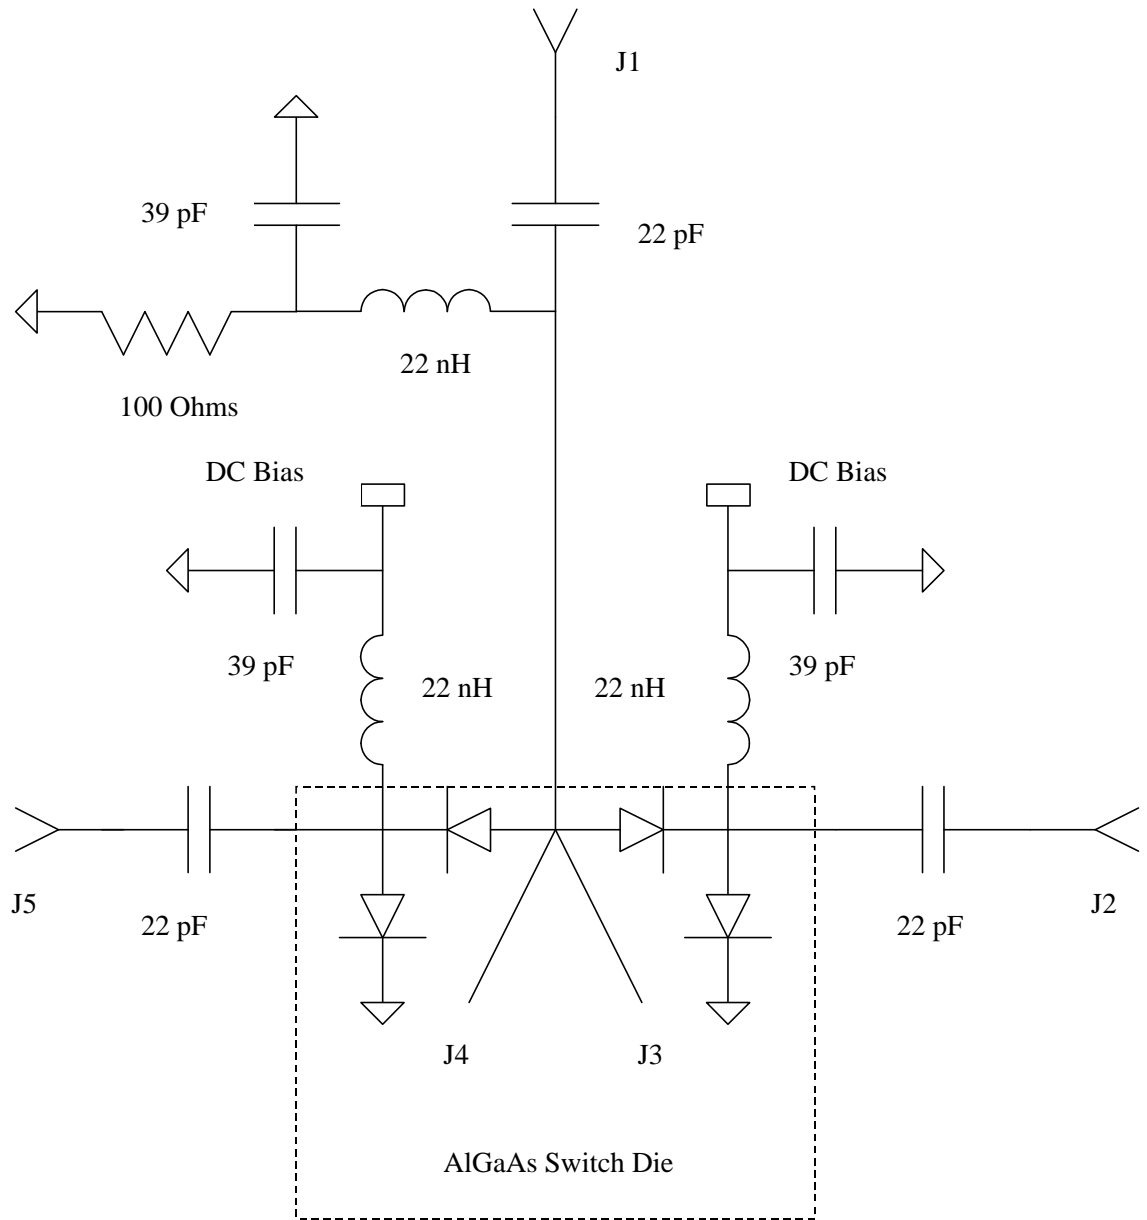 J1
39 pF
22 pF
22 nH
100 Ohms
DC Bias
DC Bias
39 pF
22 nH
22 nH
39 pF
J5
J2
22 pF
22 pF
J4
J3
AlGaAs Switch Die